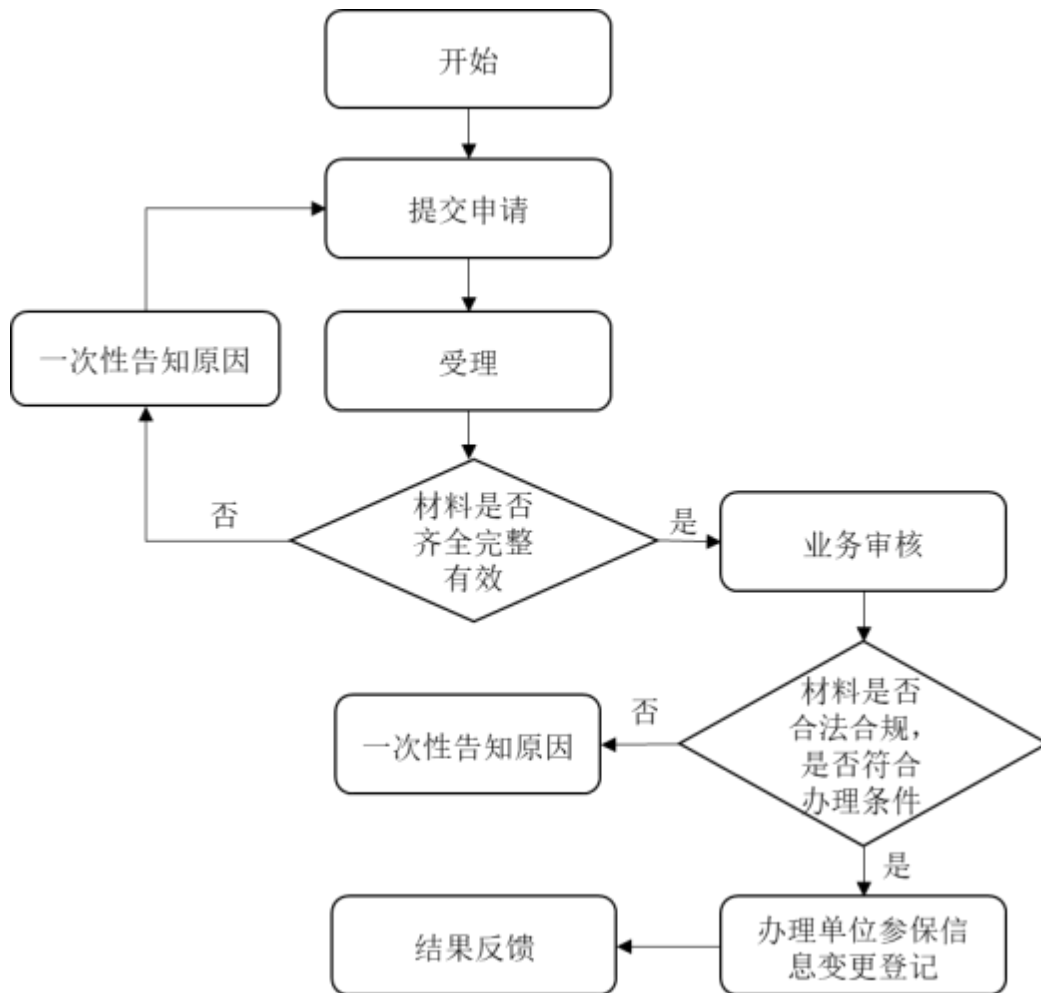 开始
提交申请
一次性告知原因
受理
材料是否
齐全完整
有效
否
是
业务审核
材料是否
合法合规，
是否符合
办理条件
否
一次性告知原因
是
办理单位参保信
息变更登记
结果反馈